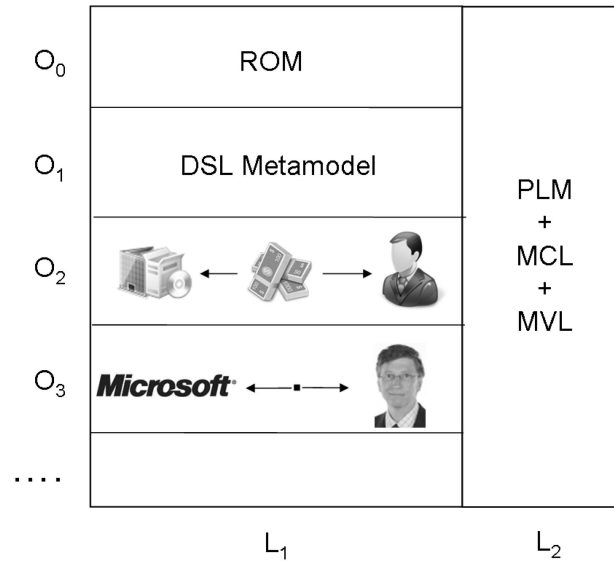 O₀
ROM
O₁
DSL Metamodel
O₂
O₃
Microsoft®
....
PLM
+
MCL
+
MVL
L₁
L₂